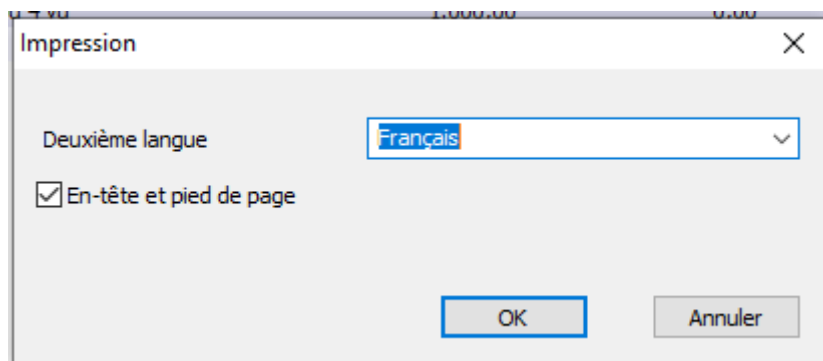 Impression
Deuxième langue Français
En-tête et pied de page
OK Annuler